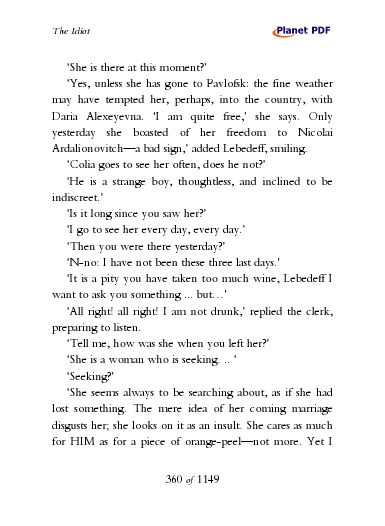 The Idiot
Planet PDF
‘She is there at this moment?’
‘Yes, unless she has gone to Pavlofsk: the fine weather
may have tempted her, perhaps, into the country, with
Daria Alexeyevna. ‘I am quite free,’ she says. Only
yesterday she boasted of her freedom to Nicolai
Ardalionovitch—a bad sign,’ added Lebedeff, smiling.
‘Colia goes to see her often, does he not?’
‘He is a strange boy, thoughtless, and inclined to be
indiscreet.’
‘Is it long since you saw her?’
‘I go to see her every day, every day.’
‘Then you were there yesterday?’
‘N-no: I have not been these three last days.’
‘It is a pity you have taken too much wine, Lebedeff I
want to ask you something ... but...’
‘All right! all right! I am not drunk,’ replied the clerk,
preparing to listen.
‘Tell me, how was she when you left her?’
‘She is a woman who is seeking. .. ‘
‘Seeking?’
‘She seems always to be searching about, as if she had
lost something. The mere idea of her coming marriage
disgusts her; she looks on it as an insult. She cares as much
for HIM as for a piece of orange-peel—not more. Yet I
360 of 1149